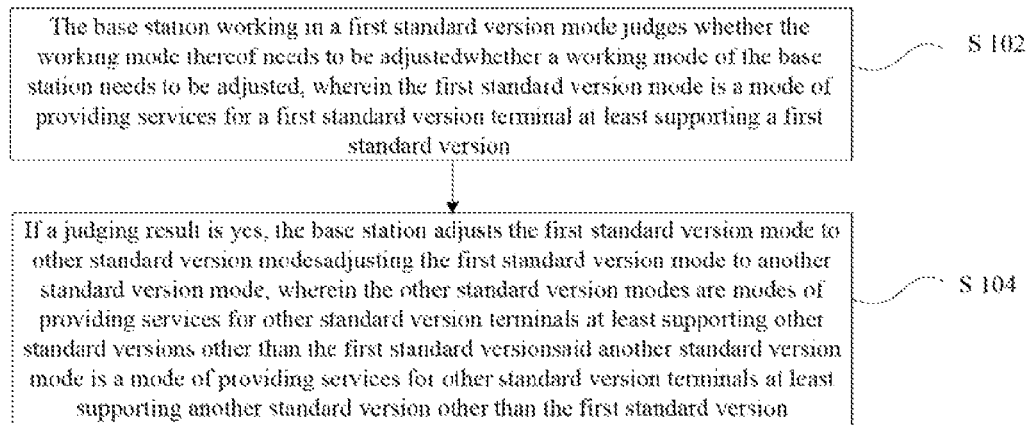 The base station working in a first standard version mode judges whether the
working mode thereof needs to be adjustedwhether a working mode of the base
station needs to be adjusted, wherein the first standard version mode is a mode of
providing services for a first standard version terminal at least supporting a first
standard version
S 102
If a judging result is yes, the base station adjusts the first standard version mode to
other standard version modesadjusting the first standard version mode to another
standard version mode, wherein the other standard version modes are modes of
providing services for other standard version terminals at least supporting other
standard versions other than the first standard versionsaid another standard version
mode is a mode of providing services for other standard version terminals at least
supporting another standard version other than the first standard version
S 104